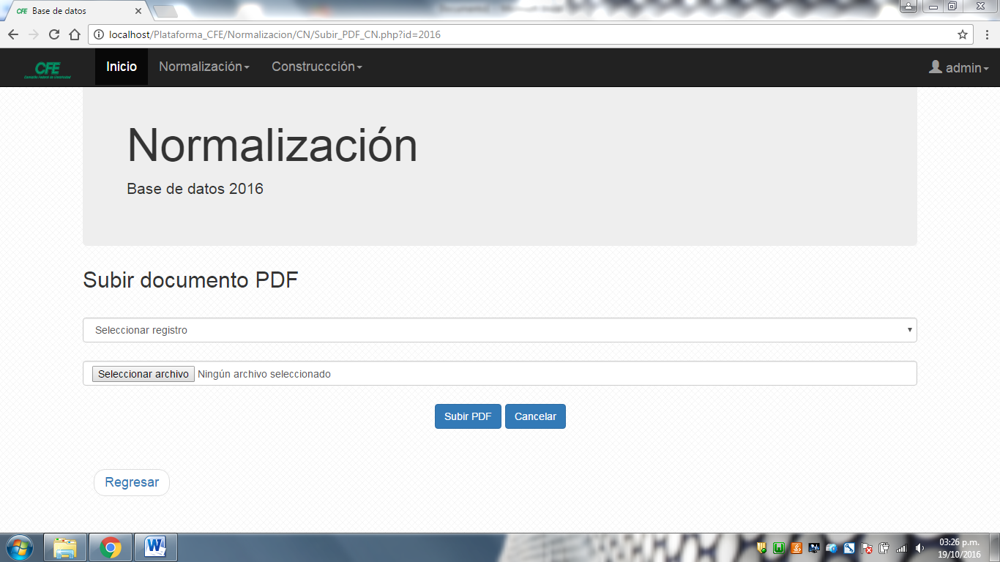 CFE Base de datos
localhost/Plataforma_CFE/Normalizacion/CN/Subir_PDF_CN.php?id=2016
CFE
Inicio Normalización Construccción admin
Normalización
Base de datos 2016
Subir documento PDF
Seleccionar registro
Seleccionar archivo Ningún archivo seleccionado
Subir PDF Cancelar
Regresar
03:26 p.m.
19/10/2016